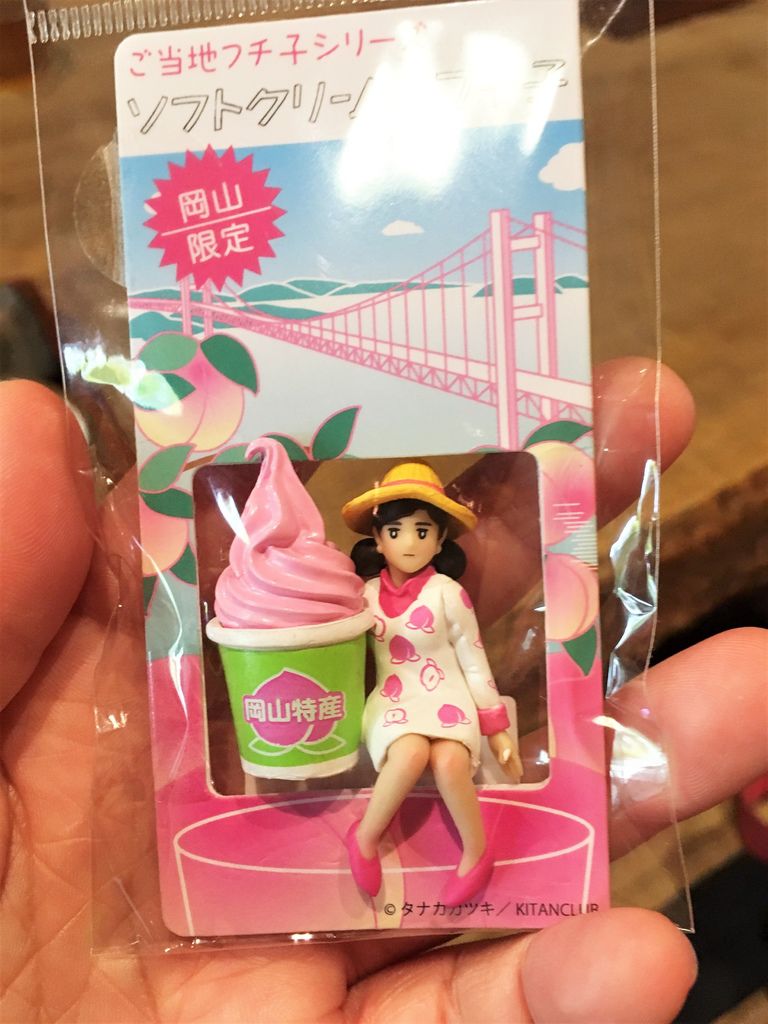 ご当地フチ子シリーズ
ソフトクリーム
岡山
限定
岡山特産
© タナカカツキ／ KITANCLUB